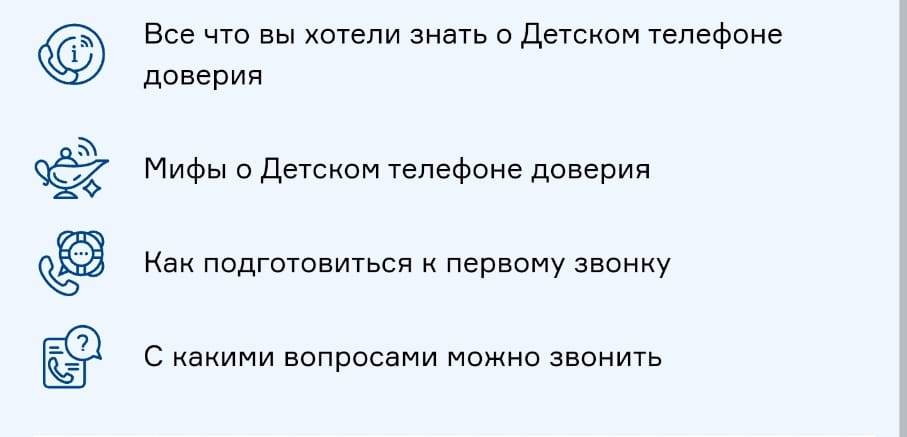 Все что вы хотели знать о Детском телефоне
доверия
Мифы о Детском телефоне доверия
Как подготовиться к первому звонку
С какими вопросами можно звонить